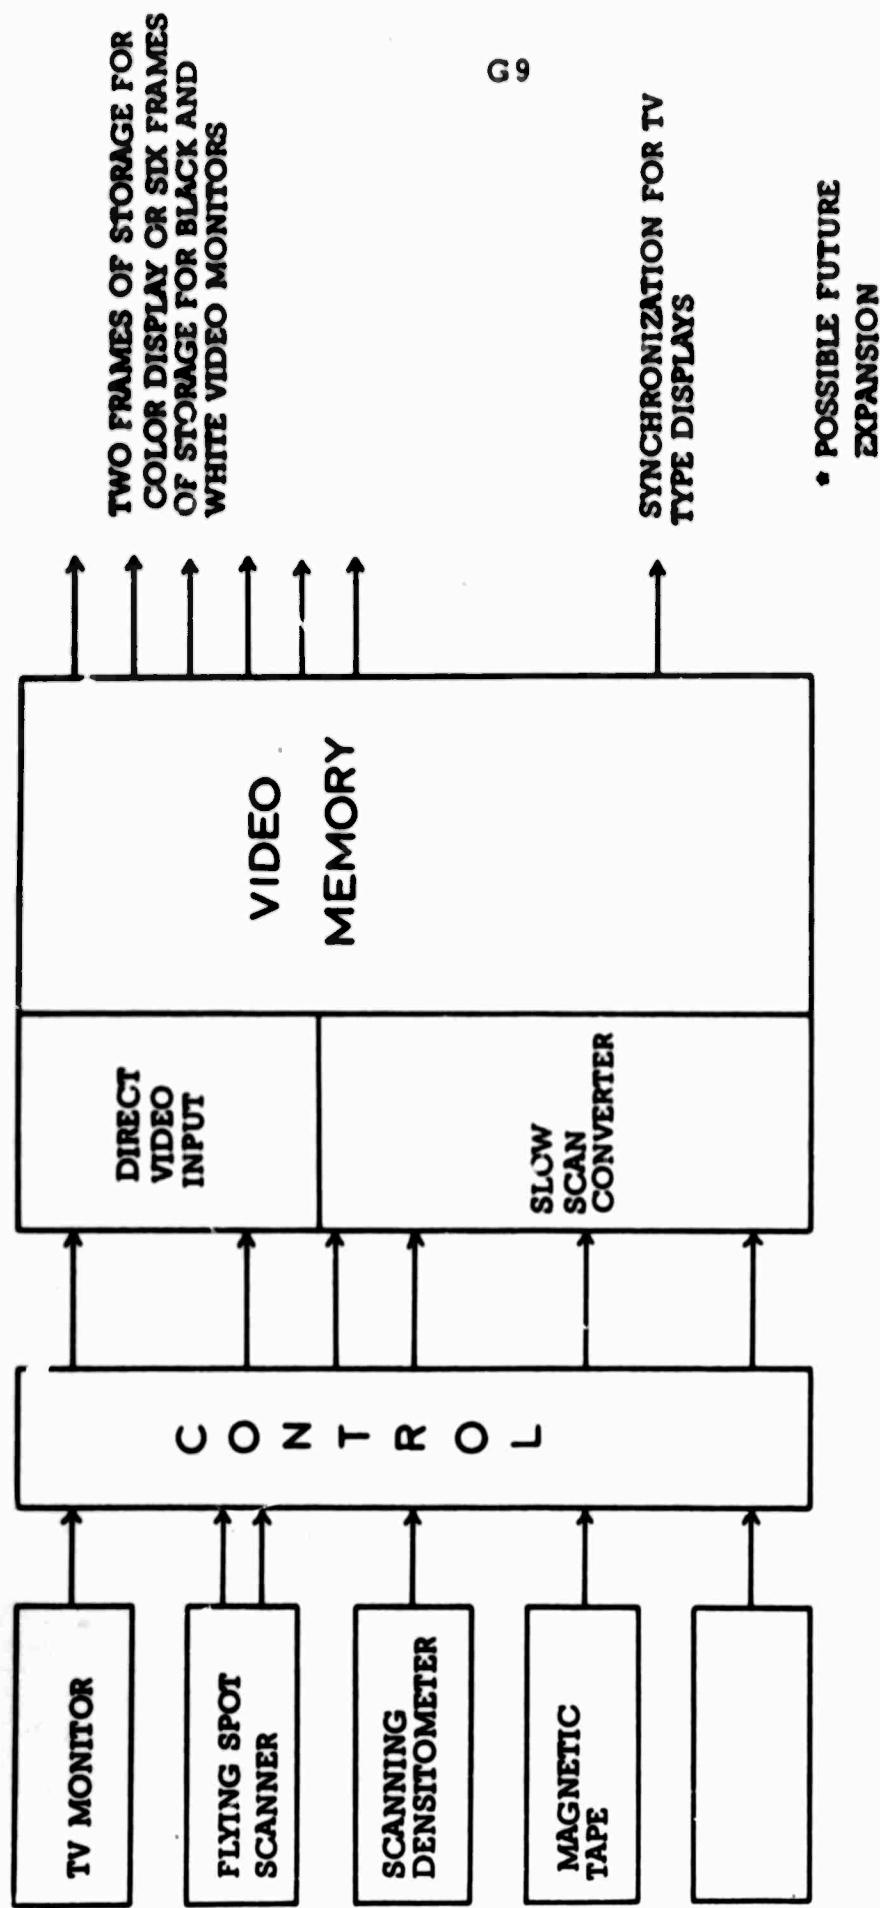 TV MONITOR
FLYING SPOT
SCANNER
SCANNING
DENSITOMETER
MAGNETIC
TAPE
CONTROL
DIRECT
VIDEO
INPUT
SLOW
SCAN
CONVERTER
VIDEO
MEMORY
TWO FRAMES OF STORAGE FOR
COLOR DISPLAY OR SIX FRAMES
OF STORAGE FOR BLACK AND
WHITE VIDEO MONITORS
SYNCHRONIZATION FOR TV
TYPE DISPLAYS
* POSSIBLE FUTURE
EXPANSION
G9